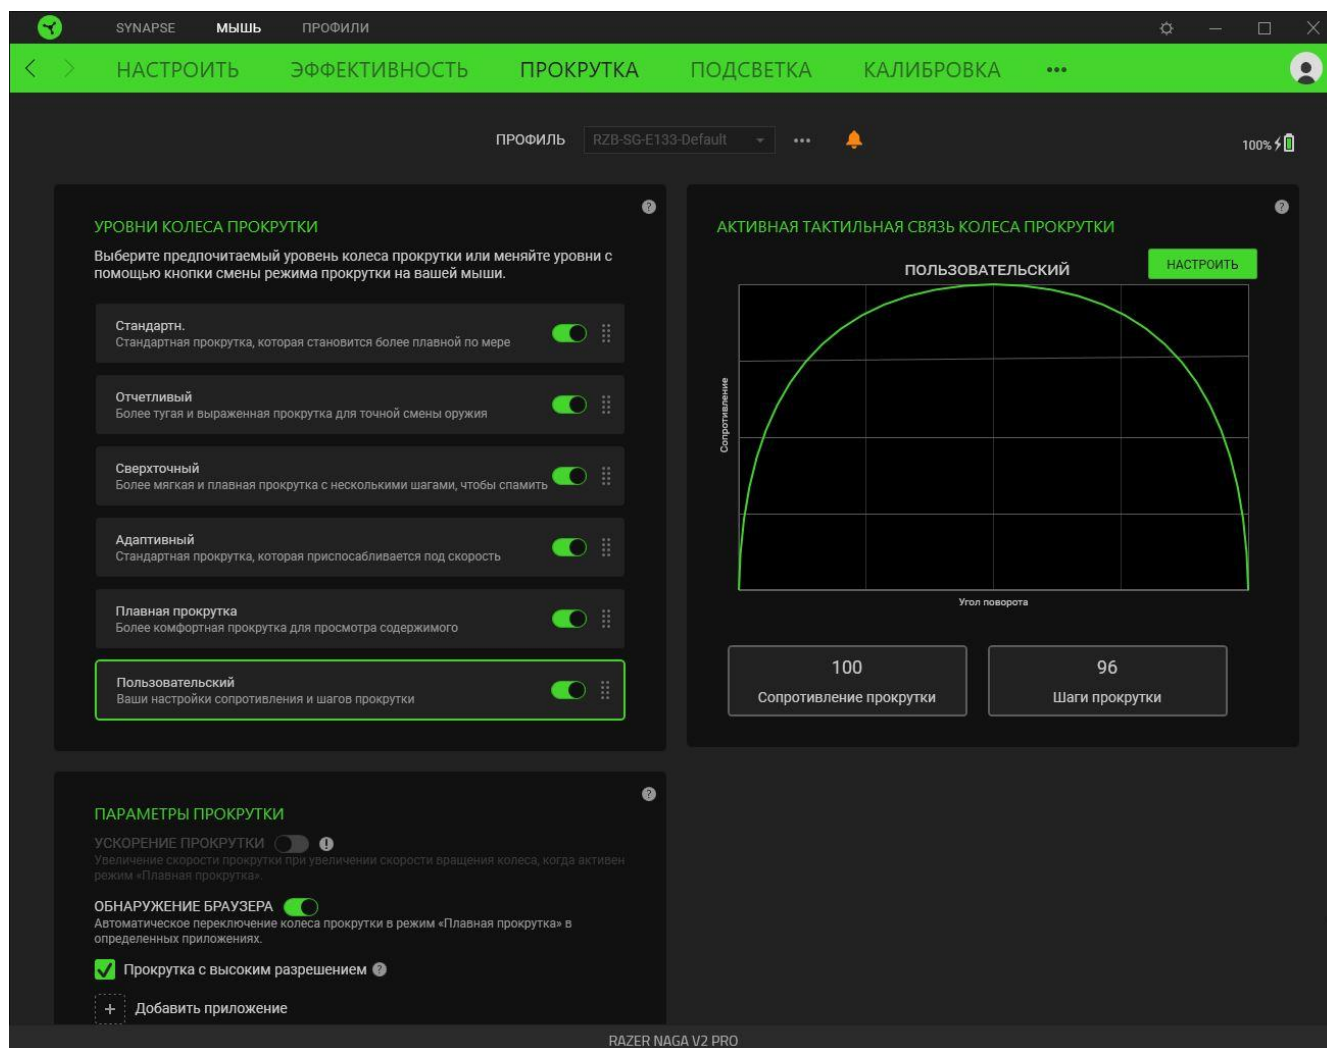 SYNAPSE МЫШЬ ПРОФИЛИ
НАСТРОИТЬ ЭФФЕКТИВНОСТЬ ПРОКРУТКА ПОДСВЕТКА КАЛИБРОВКА •••
ПРОФИЛЬ RZB-SG-E133-Default •••
100%
УРОВНИ КОЛЕСА ПРОКРУТКИ
Выберите предпочитаемый уровень колеса прокрутки или меняйте уровни с
помощью кнопки смены режима прокрутки на вашей мыши.
Стандартн.
Стандартная прокрутка, которая становится более плавной по мере
Отчетливый
Более тугая и выраженная прокрутка для точной смены оружия
Сверхточный
Более мягкая и плавная прокрутка с несколькими шагами, чтобы спамить
Адаптивный
Стандартная прокрутка, которая приспосабливается под скорость
Плавная прокрутка
Более комфортная прокрутка для просмотра содержимого
Пользовательский
Ваши настройки сопротивления и шагов прокрутки
АКТИВНАЯ ТАКТИЛЬНАЯ СВЯЗЬ КОЛЕСА ПРОКРУТКИ
ПОЛЬЗОВАТЕЛЬСКИЙ
НАСТРОИТЬ
Сопротивление
Угол поворота
100
Сопротивление прокрутки
96
Шаги прокрутки
ПАРАМЕТРЫ ПРОКРУТКИ
УСКОРЕНИЕ ПРОКРУТКИ
Увеличение скорости прокрутки при увеличении скорости вращения колеса, когда активен
режим «Плавная прокрутка».
ОБНАРУЖЕНИЕ БРАУЗЕРА
Автоматическое переключение колеса прокрутки в режим «Плавная прокрутка» в
определенных приложениях.
Прокрутка с высоким разрешением
+ Добавить приложение
RAZER NAGA V2 PRO